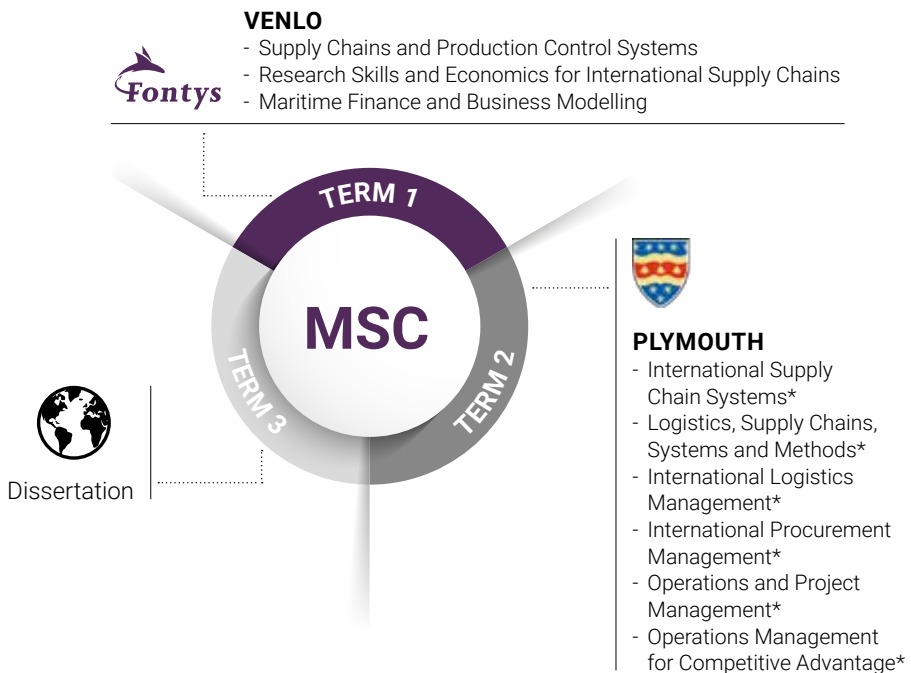 VENLO
- Supply Chains and Production Control Systems
- Research Skills and Economics for International Supply Chains
- Maritime Finance and Business Modelling
Fontys
TERM 1
MSC
TERM 2
TERM 3
PLYMOUTH
- International Supply
Chain Systems*
- Logistics, Supply Chains,
Systems and Methods*
- International Logistics
Management*
- International Procurement
Management*
- Operations and Project
Management*
- Operations Management
for Competitive Advantage*
Dissertation